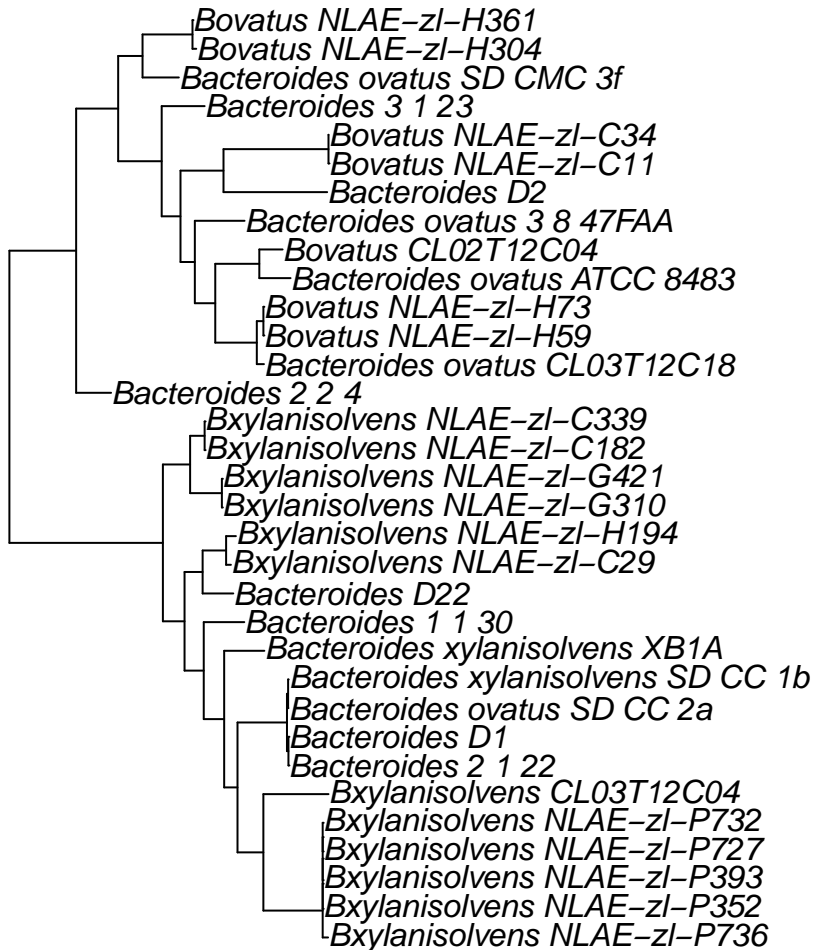 Bovatus NLAE−zl−H361
Bovatus NLAE−zl−H304
Bacteroides ovatus SD CMC 3f
Bacteroides 3 1 23
Bovatus NLAE−zl−C34
Bovatus NLAE−zl−C11
Bacteroides D2
Bacteroides ovatus 3 8 47FAA
Bovatus CL02T12C04
Bacteroides ovatus ATCC 8483
Bovatus NLAE−zl−H73
Bovatus NLAE−zl−H59
Bacteroides ovatus CL03T12C18
Bacteroides 2 2 4
Bxylanisolvens NLAE−zl−C339
Bxylanisolvens NLAE−zl−C182
Bxylanisolvens NLAE−zl−G421
Bxylanisolvens NLAE−zl−G310
Bxylanisolvens NLAE−zl−H194
Bxylanisolvens NLAE−zl−C29
Bacteroides D22
Bacteroides 1 1 30
Bacteroides xylanisolvens XB1A
Bacteroides xylanisolvens SD CC 1b
Bacteroides ovatus SD CC 2a
Bacteroides D1
Bacteroides 2 1 22
Bxylanisolvens CL03T12C04
Bxylanisolvens NLAE−zl−P732
Bxylanisolvens NLAE−zl−P727
Bxylanisolvens NLAE−zl−P393
Bxylanisolvens NLAE−zl−P352
Bxylanisolvens NLAE−zl−P736